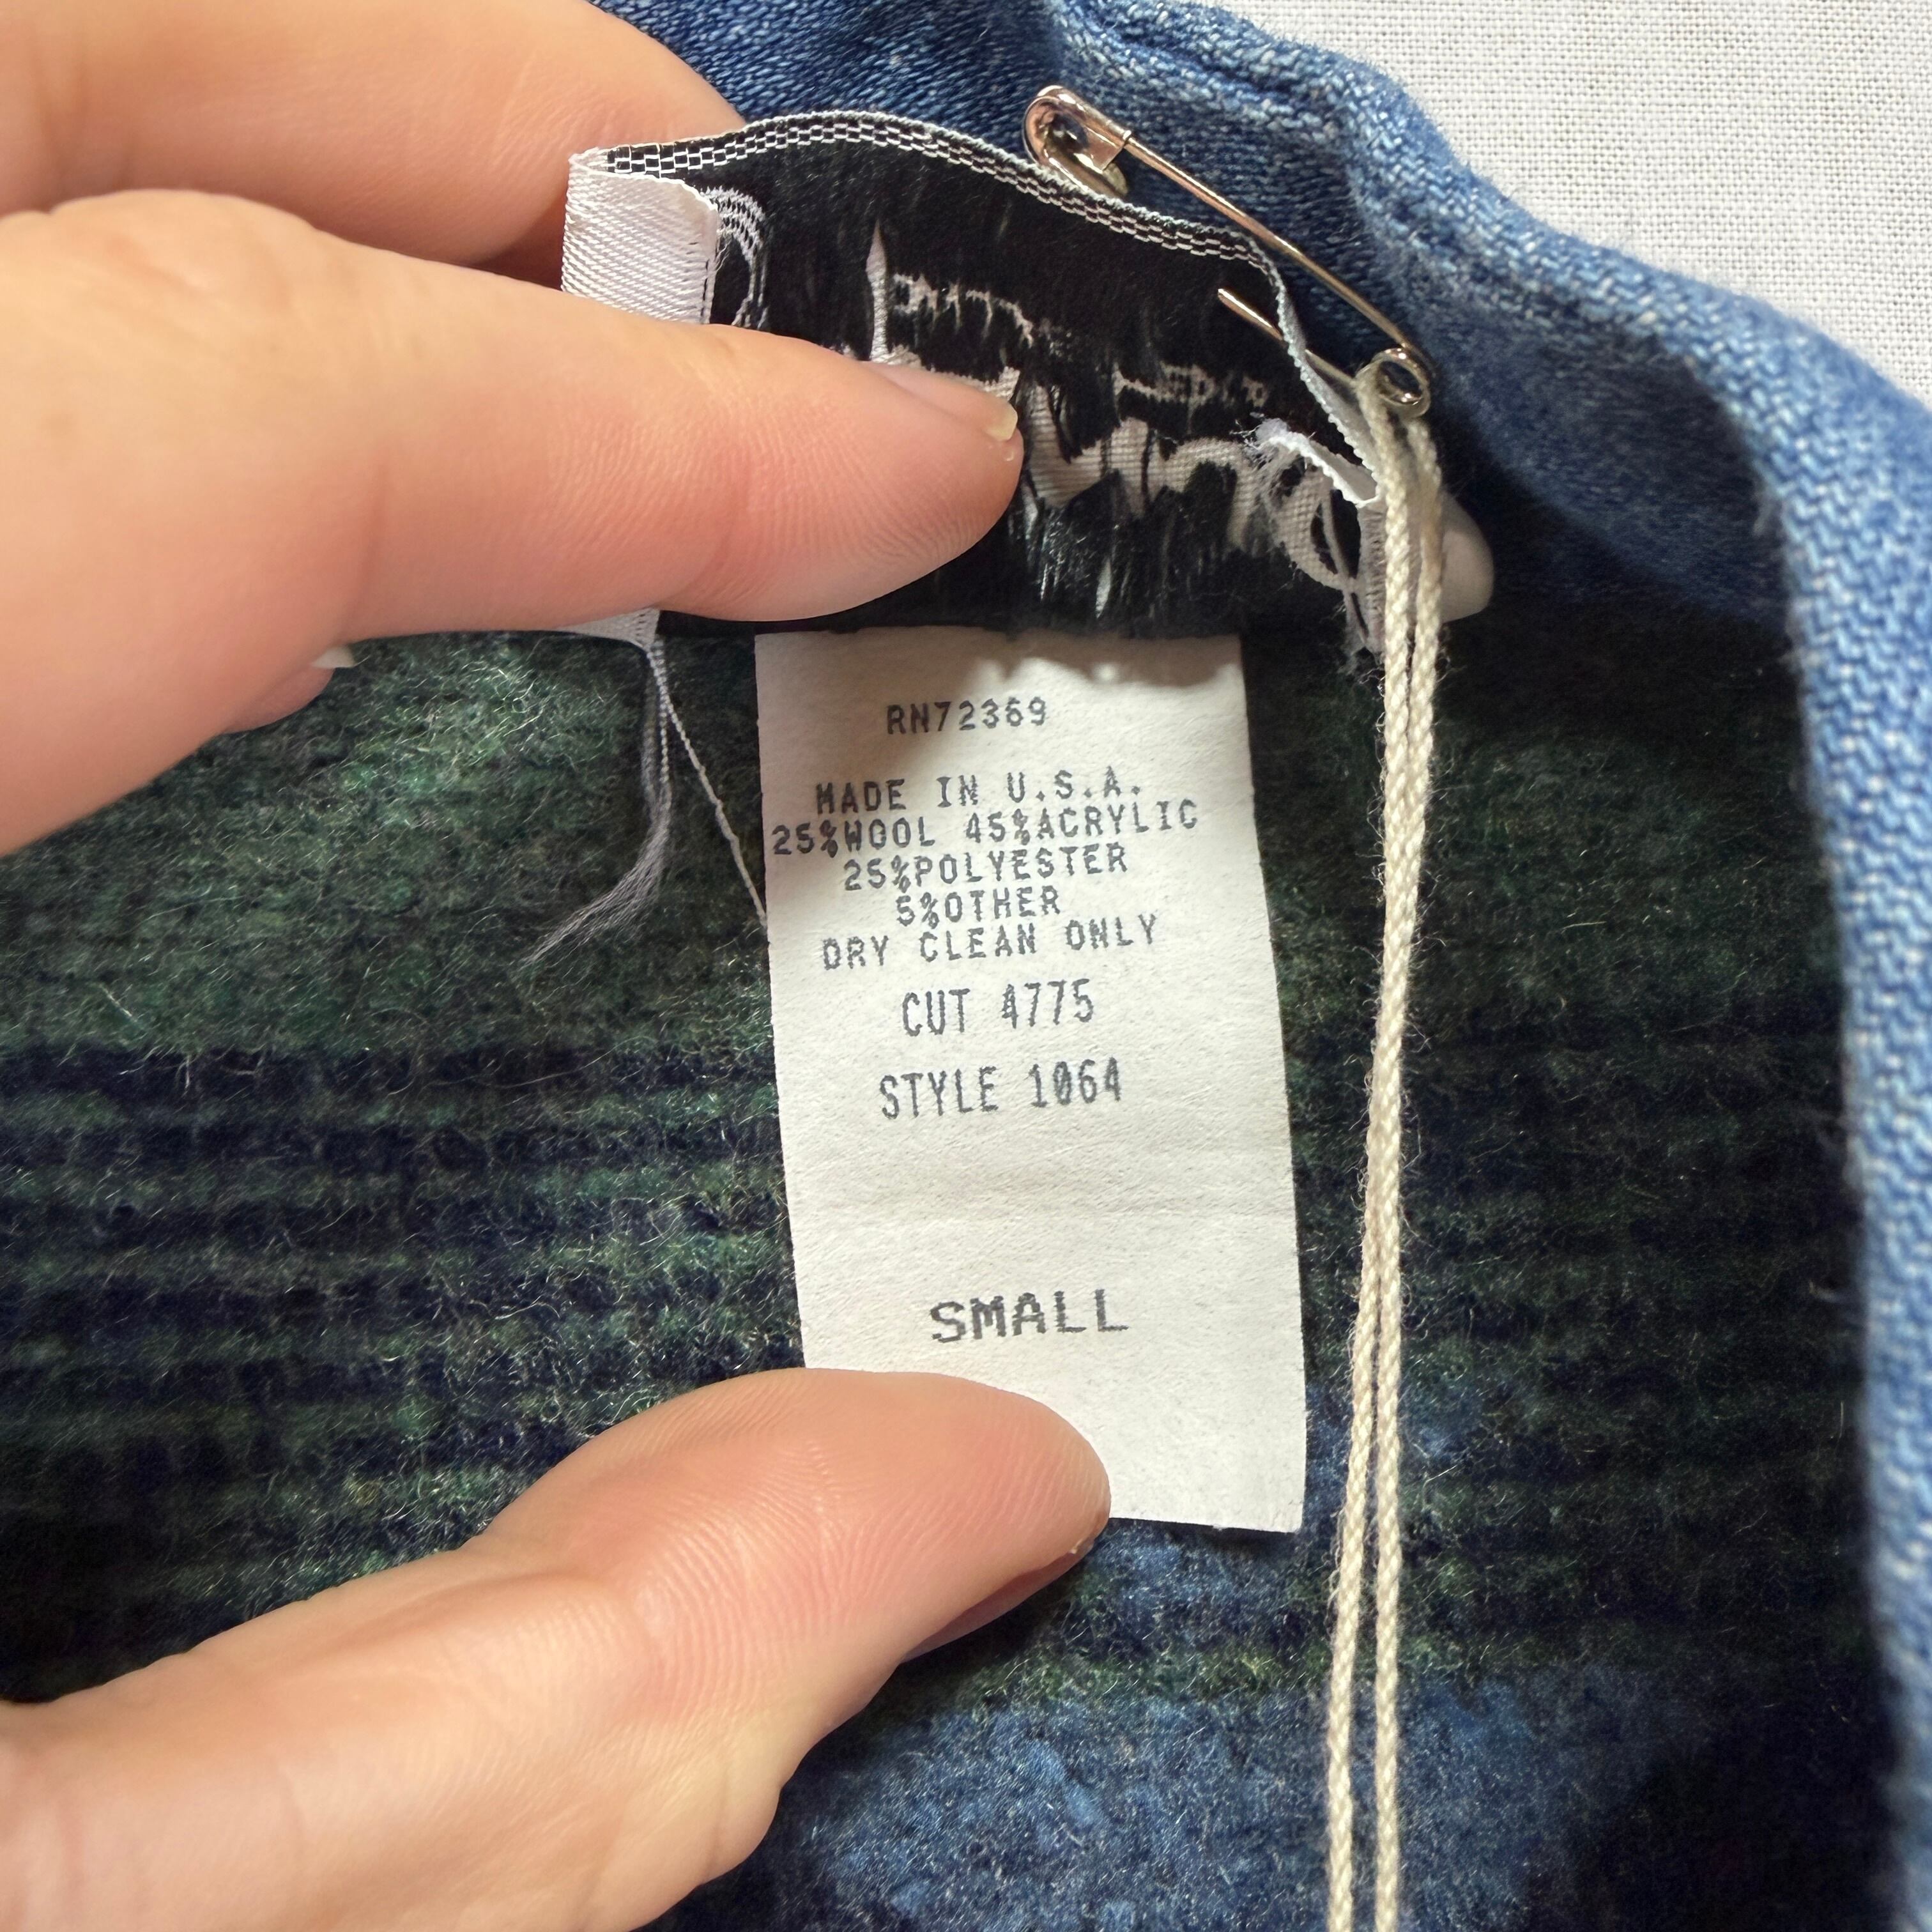 RN72369
MADE IN U.S.A.
25%WOOL 45%ACRYLIC
25%POLYESTER
5%OTHER
DRY CLEAN ONLY
CUT 4775
STYLE 1064
SMALL